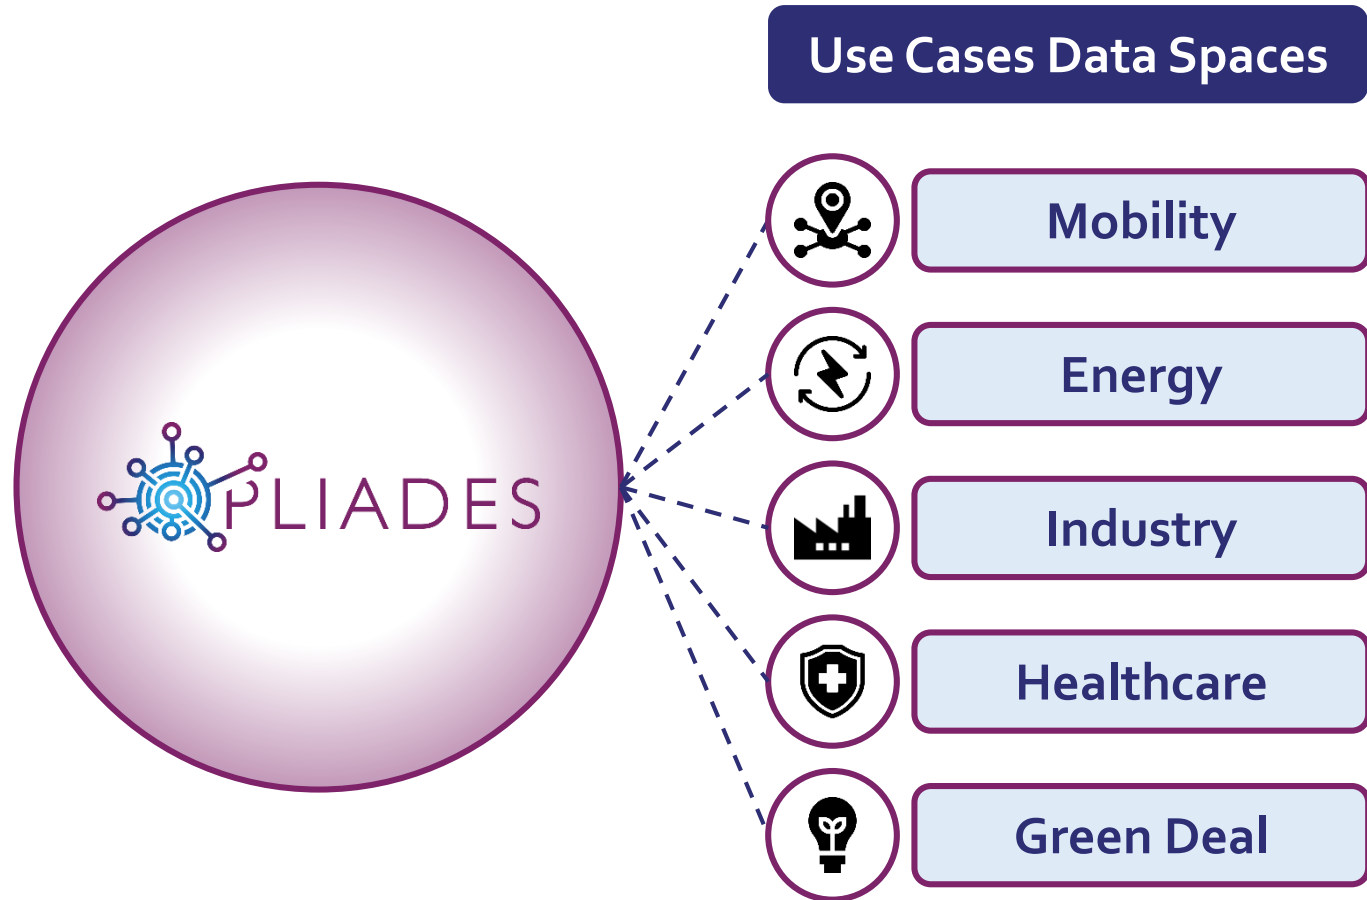 Use Cases Data Spaces
Mobility
Energy
PLIADES
Industry
Healthcare
Green Deal